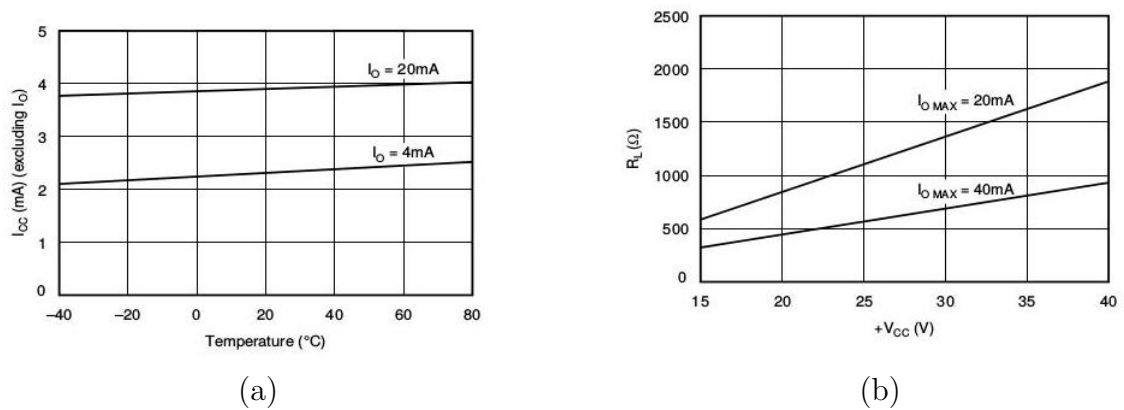 I_CC (mA) (excluding I_O)
5
4
3
2
1
0
I_O = 20mA
I_O = 4mA
–40 –20 0 20 40 60 80
Temperature (°C)
(a)
R_L (Ω)
2500
2000
1500
1000
500
0
I_O MAX = 20mA
I_O MAX = 40mA
15 20 25 30 35 40
+V_CC (V)
(b)